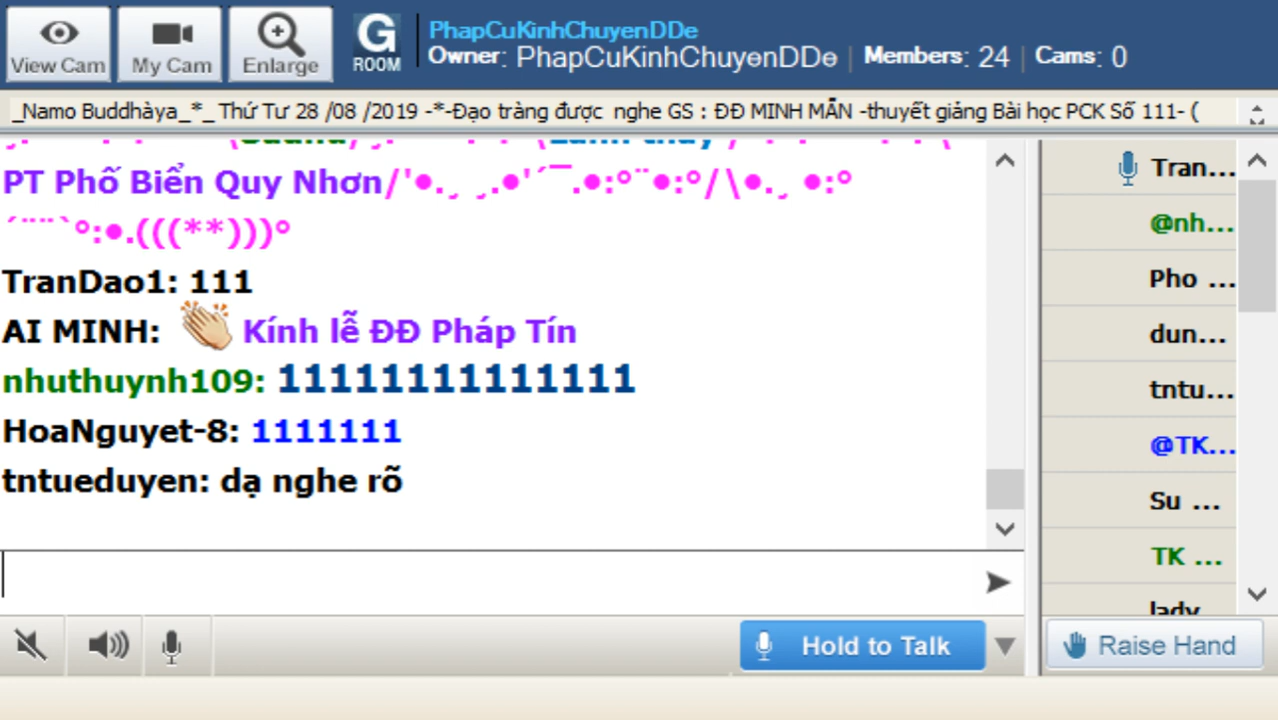 View Cam
My Cam
Enlarge
G
ROOM
PhapCuKinhChuyenDDe
Owner: PhapCuKinhChuyenDDe | Members: 24 | Cams: 0
_Namo Buddhàya_*_ Thứ Tư 28 /08 /2019 -*-Đạo tràng được nghe GS : ĐĐ MINH MẪN -thuyết giảng Bài học PCK Số 111- (
PT Phố Biển Quy Nhơn/'●.¸ ¸.●'´¯.●:°¨●:°/\●.¸ ●:°
´¨¨`°:●.(((**)))°
TranDao1: 111
AI MINH: 👏 Kính lễ ĐĐ Pháp Tín
nhuthuynh109: 11111111111111
HoaNguyet-8: 1111111
tntueduyen: dạ nghe rõ
Tran...
@nh...
Pho ...
dun...
tntu...
@TK...
Su ...
TK ...
lady
Hold to Talk
Raise Hand